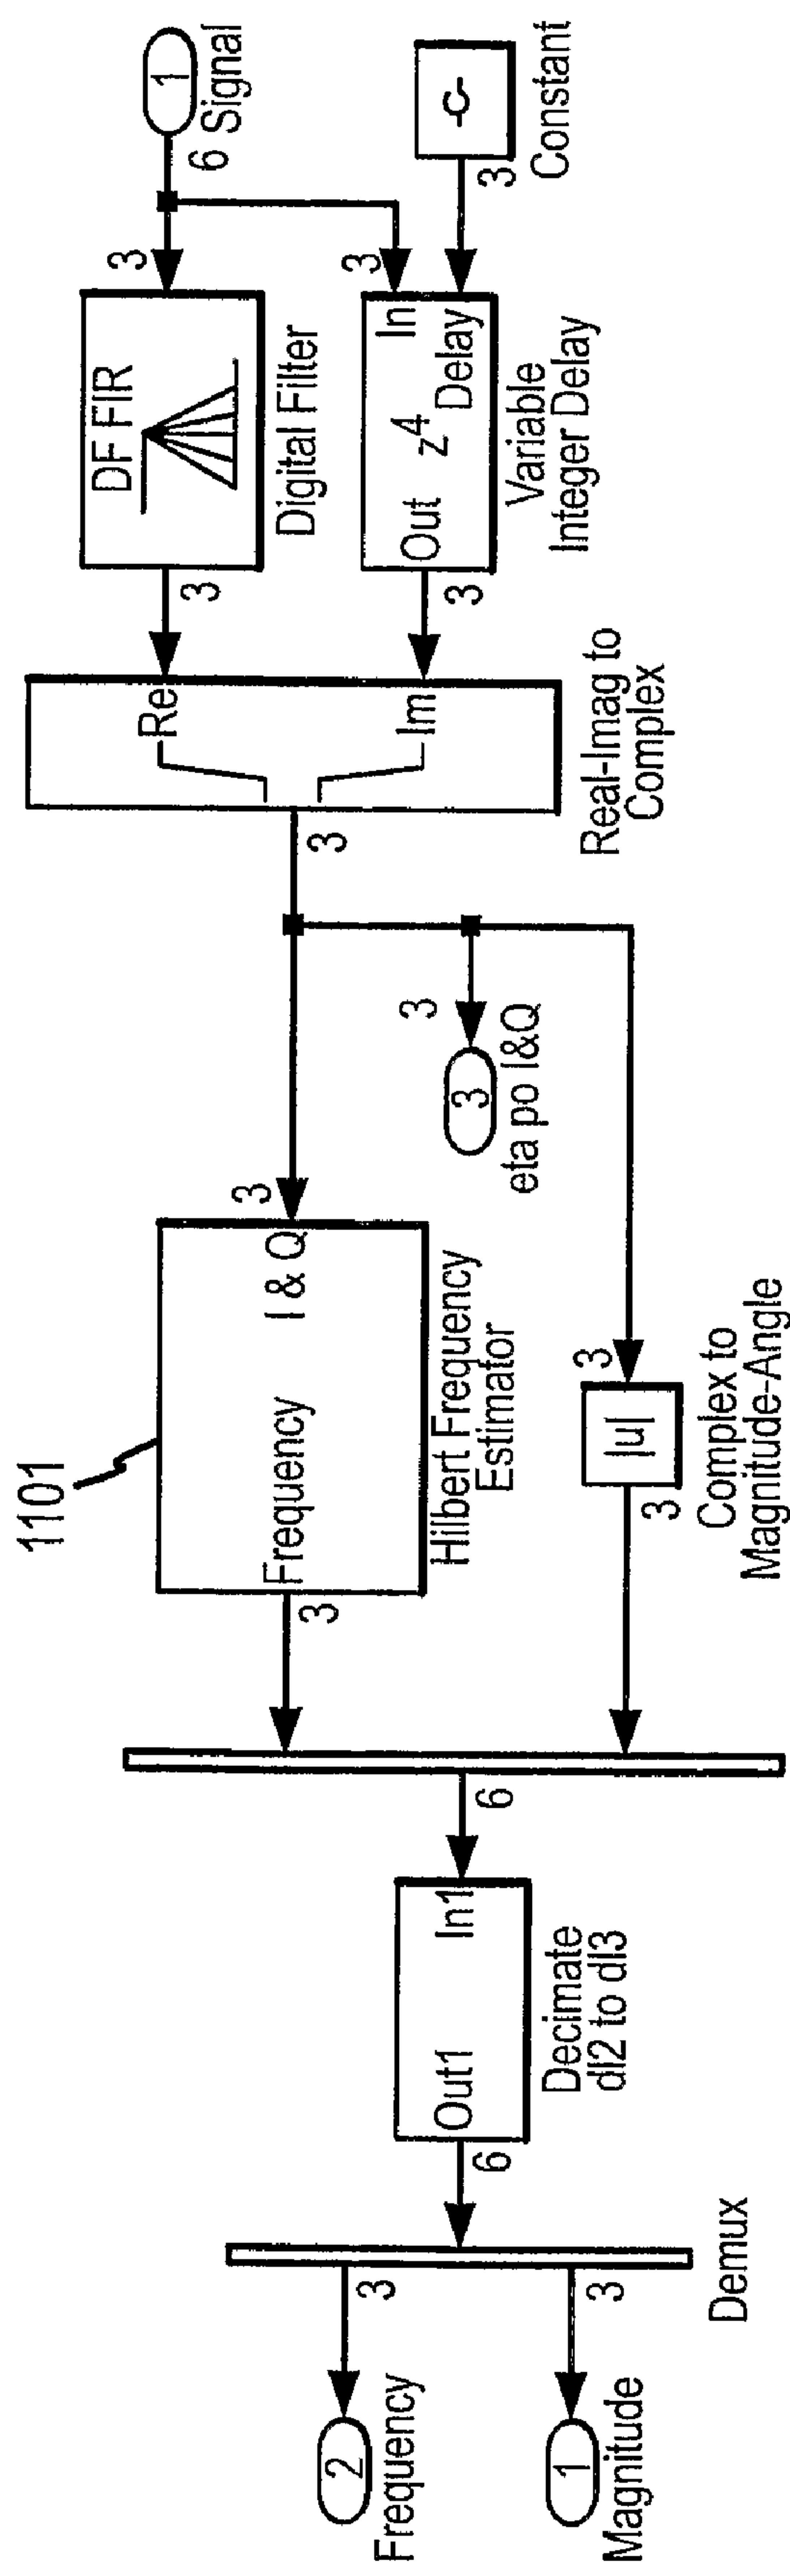 1
6 Signal
-C-
3
Constant
3
DF FIR
Digital Filter
3
3
In
Out z4
Delay
Variable
Integer Delay
3
Re
Im
Real-Imag to
Complex
3
3
3
eta po I&Q
3
I & Q
Frequency
1101
Hilbert Frequency
Estimator
3
3
|u|
3
Complex to
Magnitude-Angle
6
In1
Out1
Decimate
dl2 to dl3
6
Demux
3
3
2
Frequency
1
Magnitude